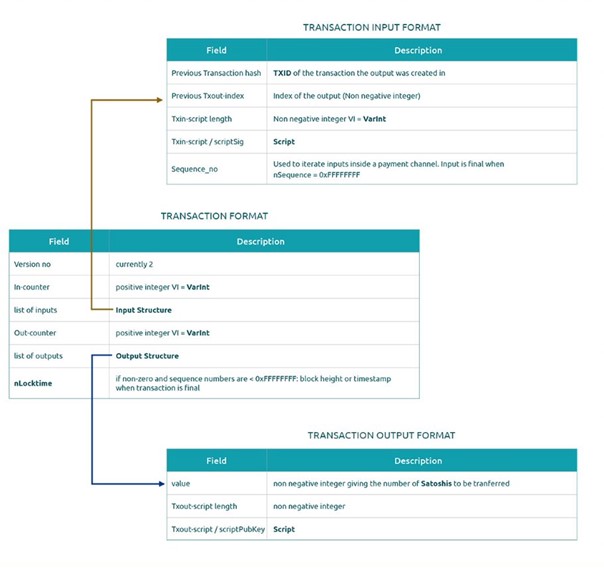 TRANSACTION INPUT FORMAT
Field Description
Previous Transaction hash TXID of the transaction the output was created in
Previous Txout-index Index of the output (Non negative integer)
Txin-script length Non negative integer VI = VarInt
Txin-script / scriptSig Script
Sequence_no Used to iterate inputs inside a payment channel. Input is final when
nSequence = 0xFFFFFFFF
TRANSACTION FORMAT
Field Description
Version no currently 2
In-counter positive integer VI = VarInt
list of inputs Input Structure
Out-counter positive integer VI = VarInt
list of outputs Output Structure
nLocktime if non-zero and sequence numbers are < 0xFFFFFFFF: block height or timestamp
when transaction is final
TRANSACTION OUTPUT FORMAT
Field Description
value non negative integer giving the number of Satoshis to be tranferred
Txout-script length non negative integer
Txout-script / scriptPubKey Script